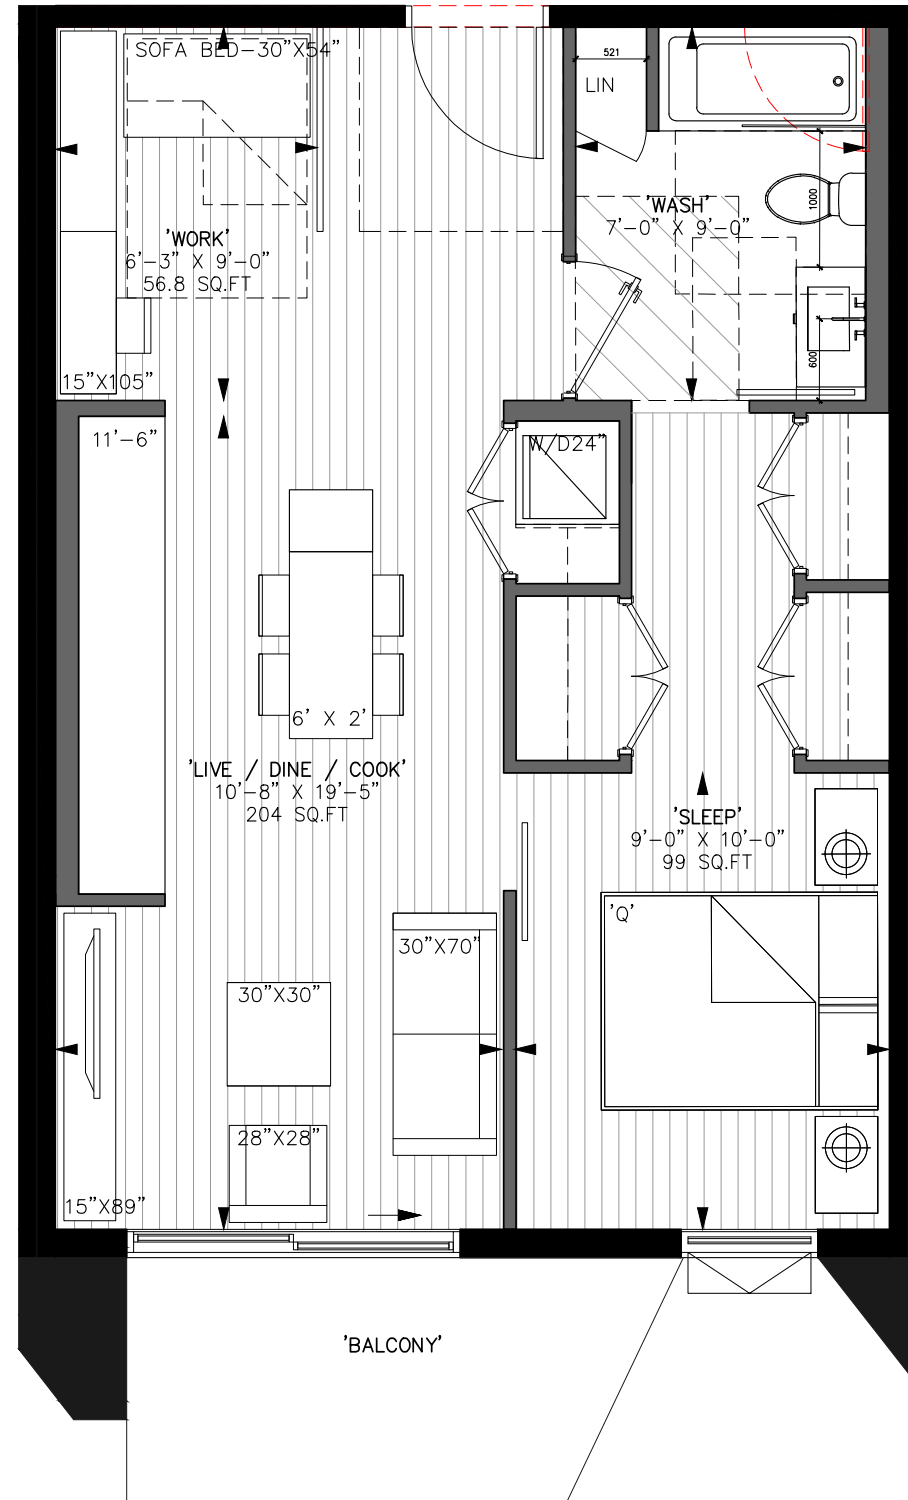 SOFA BED-30"X54"
521
LIN
1000
'WASH'
7'-0" X 9'-0"
'WORK'
6'-3" X 9'-0"
56.8 SQ.FT
600
15"X105"
11'-6"
W/D24"
6' X 2'
'LIVE / DINE / COOK'
10'-8" X 19'-5"
204 SQ.FT
'SLEEP'
9'-0" X 10'-0"
99 SQ.FT
'Q'
30"X70"
30"X30"
28"X28"
15"X89"
'BALCONY'